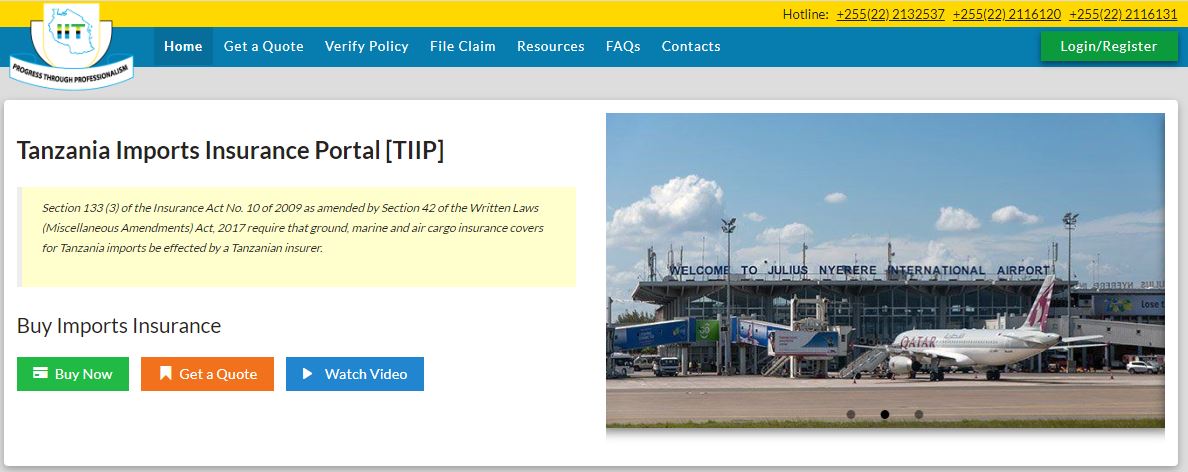 Hotline: +255(22) 2132537 +255(22) 2116120 +255(22) 2116131
IIT
PROGRESS THROUGH PROFESSIONALISM
Home Get a Quote Verify Policy File Claim Resources FAQs Contacts
Login/Register
Tanzania Imports Insurance Portal [TIIP]
Section 133 (3) of the Insurance Act No. 10 of 2009 as amended by Section 42 of the Written Laws
(Miscellaneous Amendments) Act, 2017 require that ground, marine and air cargo insurance covers
for Tanzania imports be effected by a Tanzanian insurer.
Buy Imports Insurance
Buy Now
Get a Quote
Watch Video
WELCOME TO JULIUS NYERERE INTERNATIONAL AIRPORT
QATAR